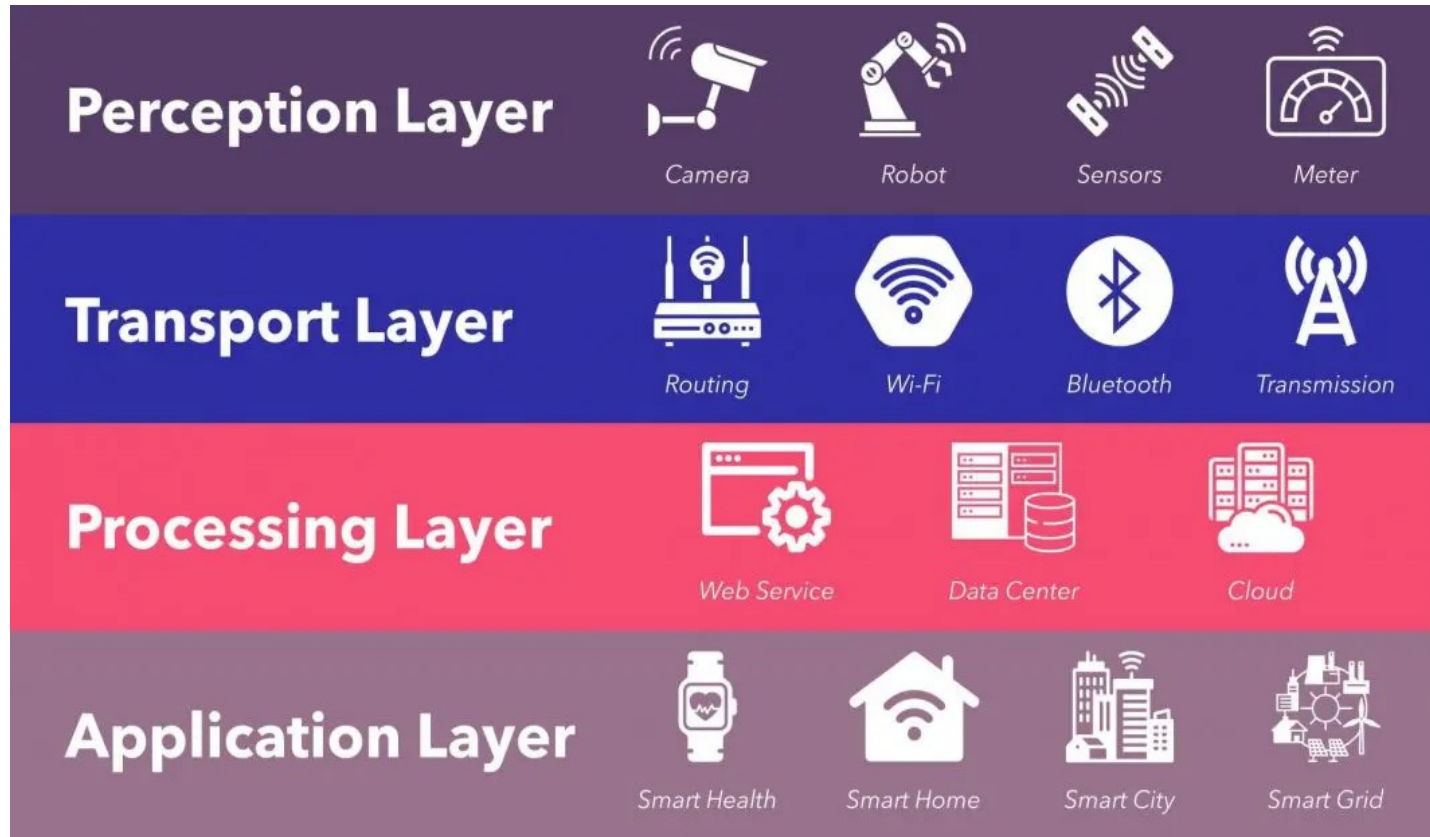 Perception Layer
Camera
Robot
Sensors
Meter
Transport Layer
Routing
Wi-Fi
Bluetooth
Transmission
Processing Layer
Web Service
Data Center
Cloud
Application Layer
Smart Health
Smart Home
Smart City
Smart Grid